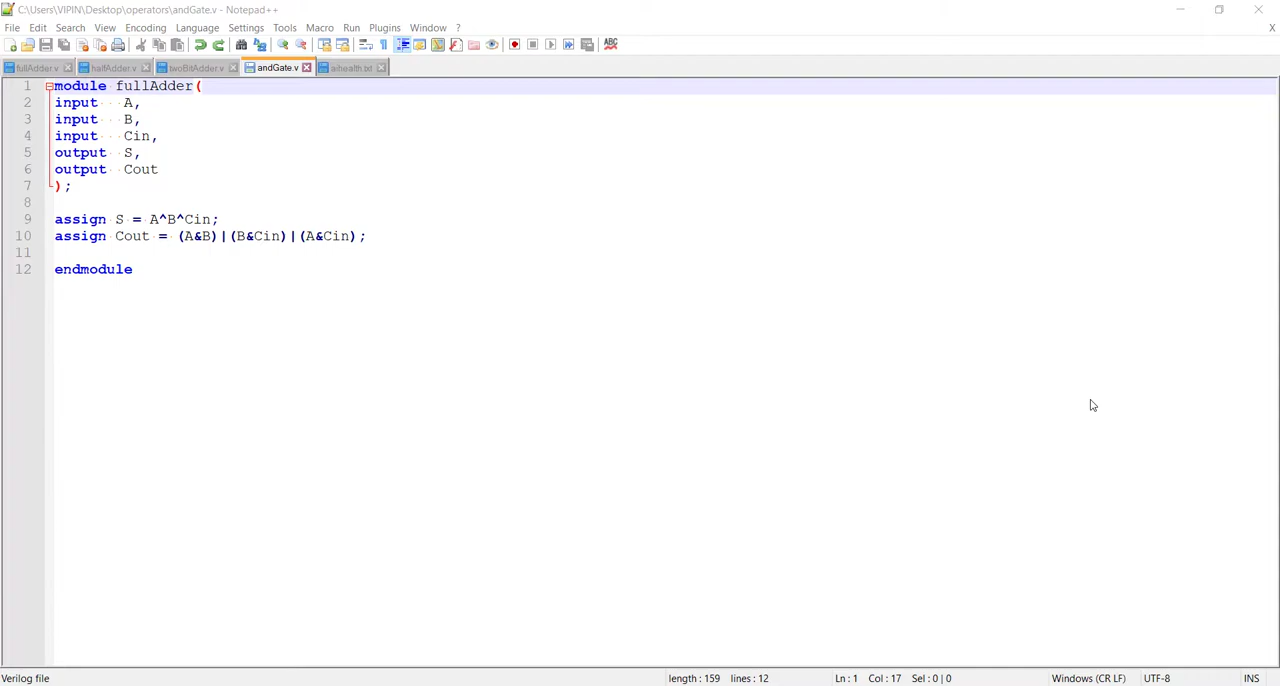 C:\Users\VIPIN\Desktop\operators\andGate.v - Notepad++
File Edit Search View Encoding Language Settings Tools Macro Run Plugins Window ? X
ABC
fullAdder.v halfAdder.v twoBitAdder.v andGate.v aihealth.txt
1 module fullAdder(
2 input A,
3 input B,
4 input Cin,
5 output S,
6 output Cout
7 );
8
9 assign S = A^B^Cin;
10 assign Cout = (A&B)|(B&Cin)|(A&Cin);
11
12 endmodule
Verilog file length : 159 lines : 12 Ln : 1 Col : 17 Sel : 0 | 0 Windows (CR LF) UTF-8 INS